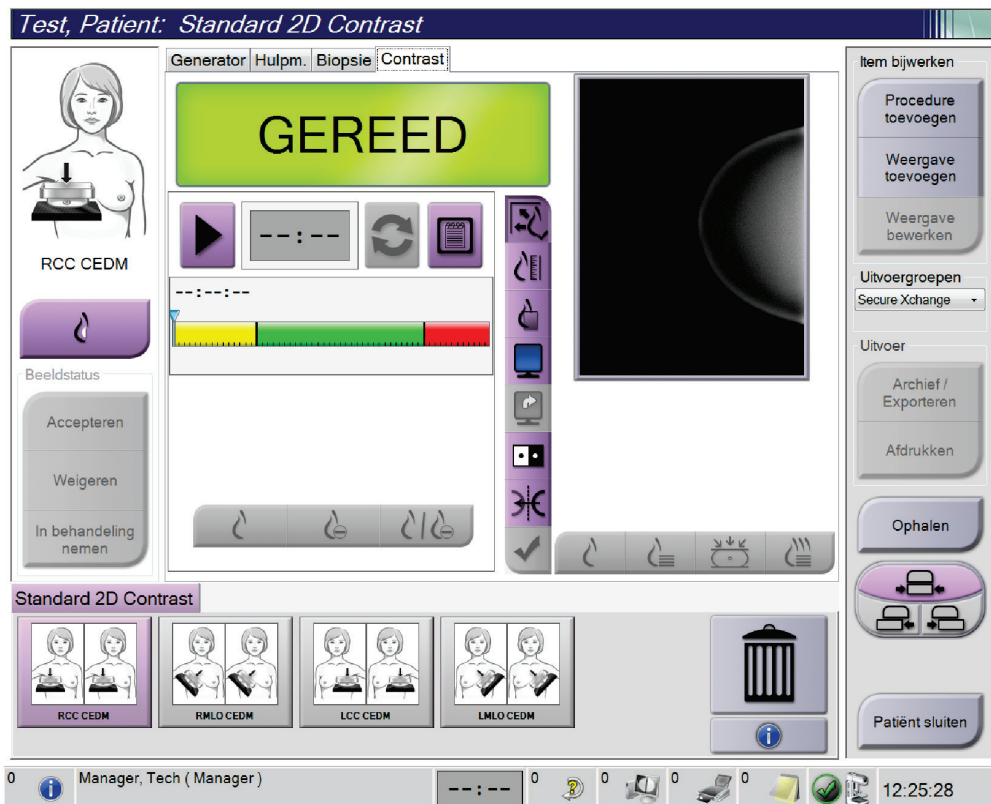 Test, Patient: Standard 2D Contrast
Generator Hulpm. Biopsie Contrast
GEREED
--:--
--:--:--
RCC CEDM
Beeldstatus
Accepteren
Weigeren
In behandeling
nemen
Item bijwerken
Procedure
toevoegen
Weergave
toevoegen
Weergave
bewerken
Uitvoergroepen
Secure Xchange
Uitvoer
Archief /
Exporteren
Afdrukken
Ophalen
Patiënt sluiten
Standard 2D Contrast
RCC CEDM
RMLO CEDM
LCC CEDM
LMLO CEDM
0 Manager, Tech ( Manager ) --:-- 0 0 0 0 12:25:28